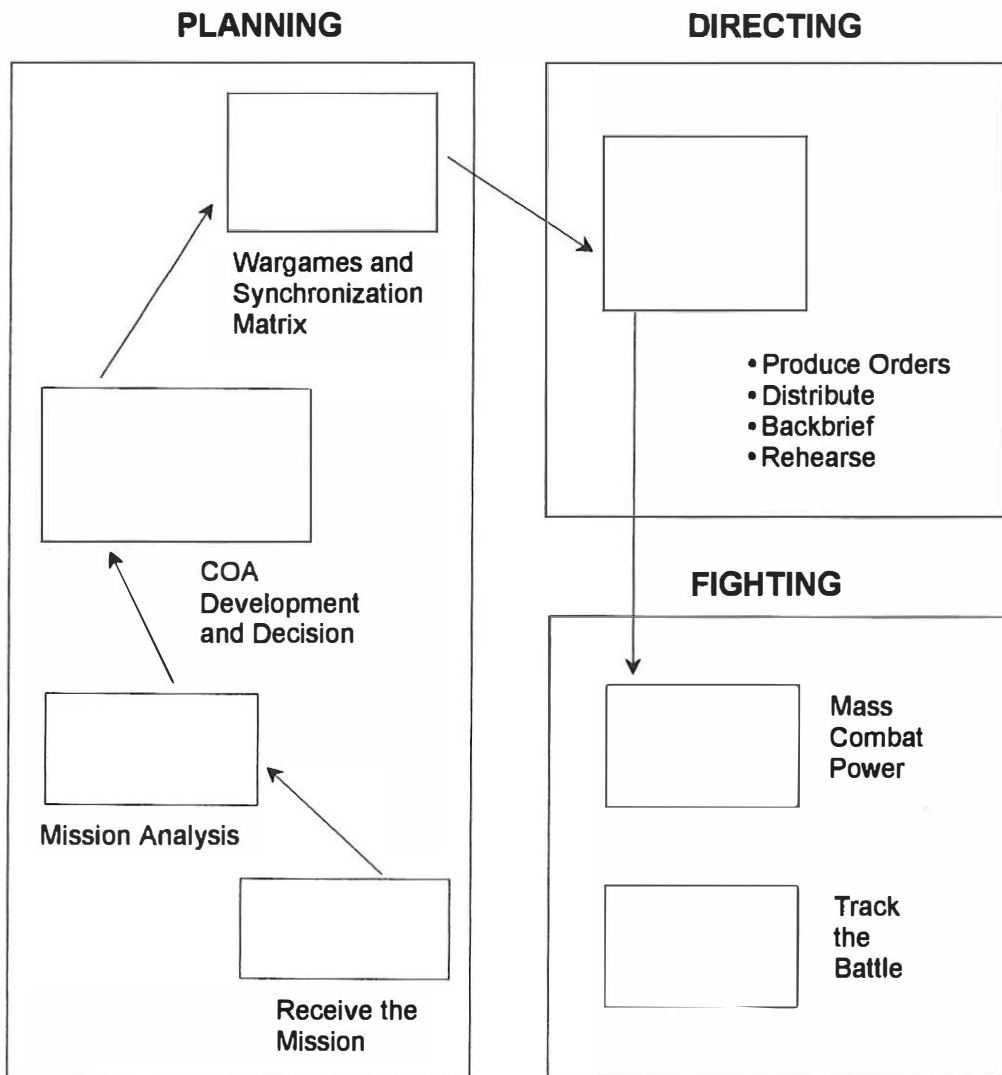 PLANNING
Wargames and
Synchronization
Matrix
COA
Development
and Decision
Mission Analysis
Receive the
Mission
DIRECTING
• Produce Orders
• Distribute
• Backbrief
• Rehearse
FIGHTING
Mass
Combat
Power
Track
the
Battle